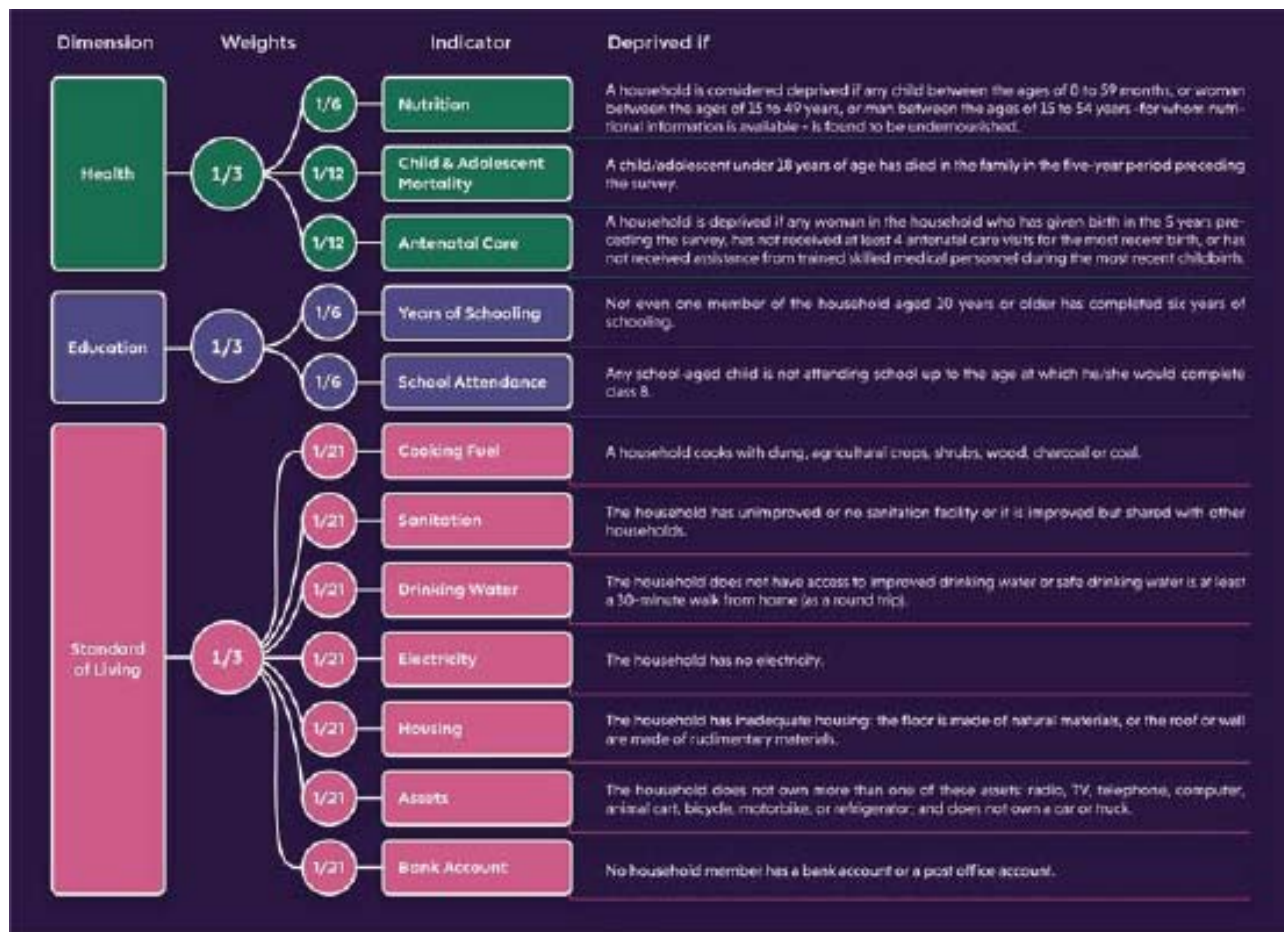 Dimension Weights Indicator Deprived if
Health
1/3
1/6
Nutrition
A household is considered deprived if any child between the ages of 0 to 59 months, or woman
between the ages of 15 to 49 years, or man between the ages of 15 to 54 years -for whom nutri-
tional information is available - is found to be undernourished.
1/12
Child & Adolescent
Mortality
A child/adolescent under 18 years of age has died in the family in the five-year period preceding
the survey.
1/12
Antenatal Care
A household is deprived if any woman in the household who has given birth in the 5 years pre-
ceding the survey, has not received at least 4 antenatal care visits for the most recent birth, or has
not received assistance from trained skilled medical personnel during the most recent childbirth.
Education
1/3
1/6
Years of Schooling
Not even one member of the household aged 10 years or older has completed six years of
schooling.
1/6
School Attendance
Any school-aged child is not attending school up to the age at which he/she would complete
class 8.
Standard
of Living
1/3
1/21
Cooking Fuel
A household cooks with dung, agricultural crops, shrubs, wood, charcoal or coal.
1/21
Sanitation
The household has unimproved or no sanitation facility or it is improved but shared with other
households.
1/21
Drinking Water
The household does not have access to improved drinking water or safe drinking water is at least
a 30-minute walk from home (as a round trip).
1/21
Electricity
The household has no electricity.
1/21
Housing
The household has inadequate housing: the floor is made of natural materials, or the roof or wall
are made of rudimentary materials.
1/21
Assets
The household does not own more than one of these assets: radio, TV, telephone, computer,
animal cart, bicycle, motorbike, or refrigerator; and does not own a car or truck.
1/21
Bank Account
No household member has a bank account or a post office account.